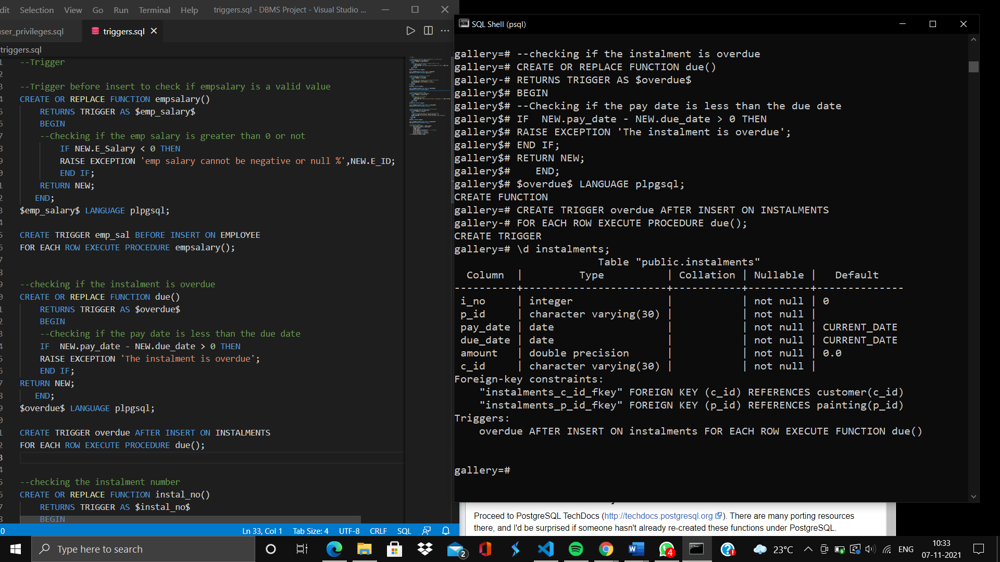 dit Selection View Go Run Terminal Help triggers.sql - DBMS Project - Visual Studio ...
ser_privileges.sql triggers.sql
triggers.sql
--Trigger
--Trigger before insert to check if empsalary is a valid value
CREATE OR REPLACE FUNCTION empsalary()
RETURNS TRIGGER AS $emp_salary$
BEGIN
--Checking if the emp salary is greater than 0 or not
IF NEW.E_Salary < 0 THEN
RAISE EXCEPTION 'emp salary cannot be negative or null %',NEW.E_ID;
END IF;
RETURN NEW;
END;
$emp_salary$ LANGUAGE plpgsql;
CREATE TRIGGER emp_sal BEFORE INSERT ON EMPLOYEE
FOR EACH ROW EXECUTE PROCEDURE empsalary();
--checking if the instalment is overdue
CREATE OR REPLACE FUNCTION due()
RETURNS TRIGGER AS $overdue$
BEGIN
--Checking if the pay date is less than the due date
IF  NEW.pay_date - NEW.due_date > 0 THEN
RAISE EXCEPTION 'The instalment is overdue';
END IF;
RETURN NEW;
END;
$overdue$ LANGUAGE plpgsql;
CREATE TRIGGER overdue AFTER INSERT ON INSTALMENTS
FOR EACH ROW EXECUTE PROCEDURE due();
--checking the instalment number
CREATE OR REPLACE FUNCTION instal_no()
RETURNS TRIGGER AS $instal_no$
BEGIN
0 Ln 33, Col 1 Tab Size: 4 UTF-8 CRLF SQL
SQL Shell (psql)
gallery=# --checking if the instalment is overdue
gallery=# CREATE OR REPLACE FUNCTION due()
gallery-# RETURNS TRIGGER AS $overdue$
gallery$# BEGIN
gallery$# --Checking if the pay date is less than the due date
gallery$# IF  NEW.pay_date - NEW.due_date > 0 THEN
gallery$# RAISE EXCEPTION 'The instalment is overdue';
gallery$# END IF;
gallery$# RETURN NEW;
gallery$#    END;
gallery$# $overdue$ LANGUAGE plpgsql;
CREATE FUNCTION
gallery=# CREATE TRIGGER overdue AFTER INSERT ON INSTALMENTS
gallery-# FOR EACH ROW EXECUTE PROCEDURE due();
CREATE TRIGGER
gallery=# \d instalments;
Table "public.instalments"
Column | Type | Collation | Nullable | Default
----------+-----------------------+-----------+----------+--------------
i_no | integer | | not null | 0
p_id | character varying(30) | | not null |
pay_date | date | | not null | CURRENT_DATE
due_date | date | | not null | CURRENT_DATE
amount | double precision | | not null | 0.0
c_id | character varying(30) | | not null |
Foreign-key constraints:
"instalments_c_id_fkey" FOREIGN KEY (c_id) REFERENCES customer(c_id)
"instalments_p_id_fkey" FOREIGN KEY (p_id) REFERENCES painting(p_id)
Triggers:
overdue AFTER INSERT ON instalments FOR EACH ROW EXECUTE FUNCTION due()
gallery=#
Proceed to PostgreSQL TechDocs (http://techdocs.postgresql.org). There are many porting resources
there, and I'd be surprised if someone hasn't already re-created these functions under PostgreSQL.
Type here to search 2 4 23°C ENG 10:33
07-11-2021